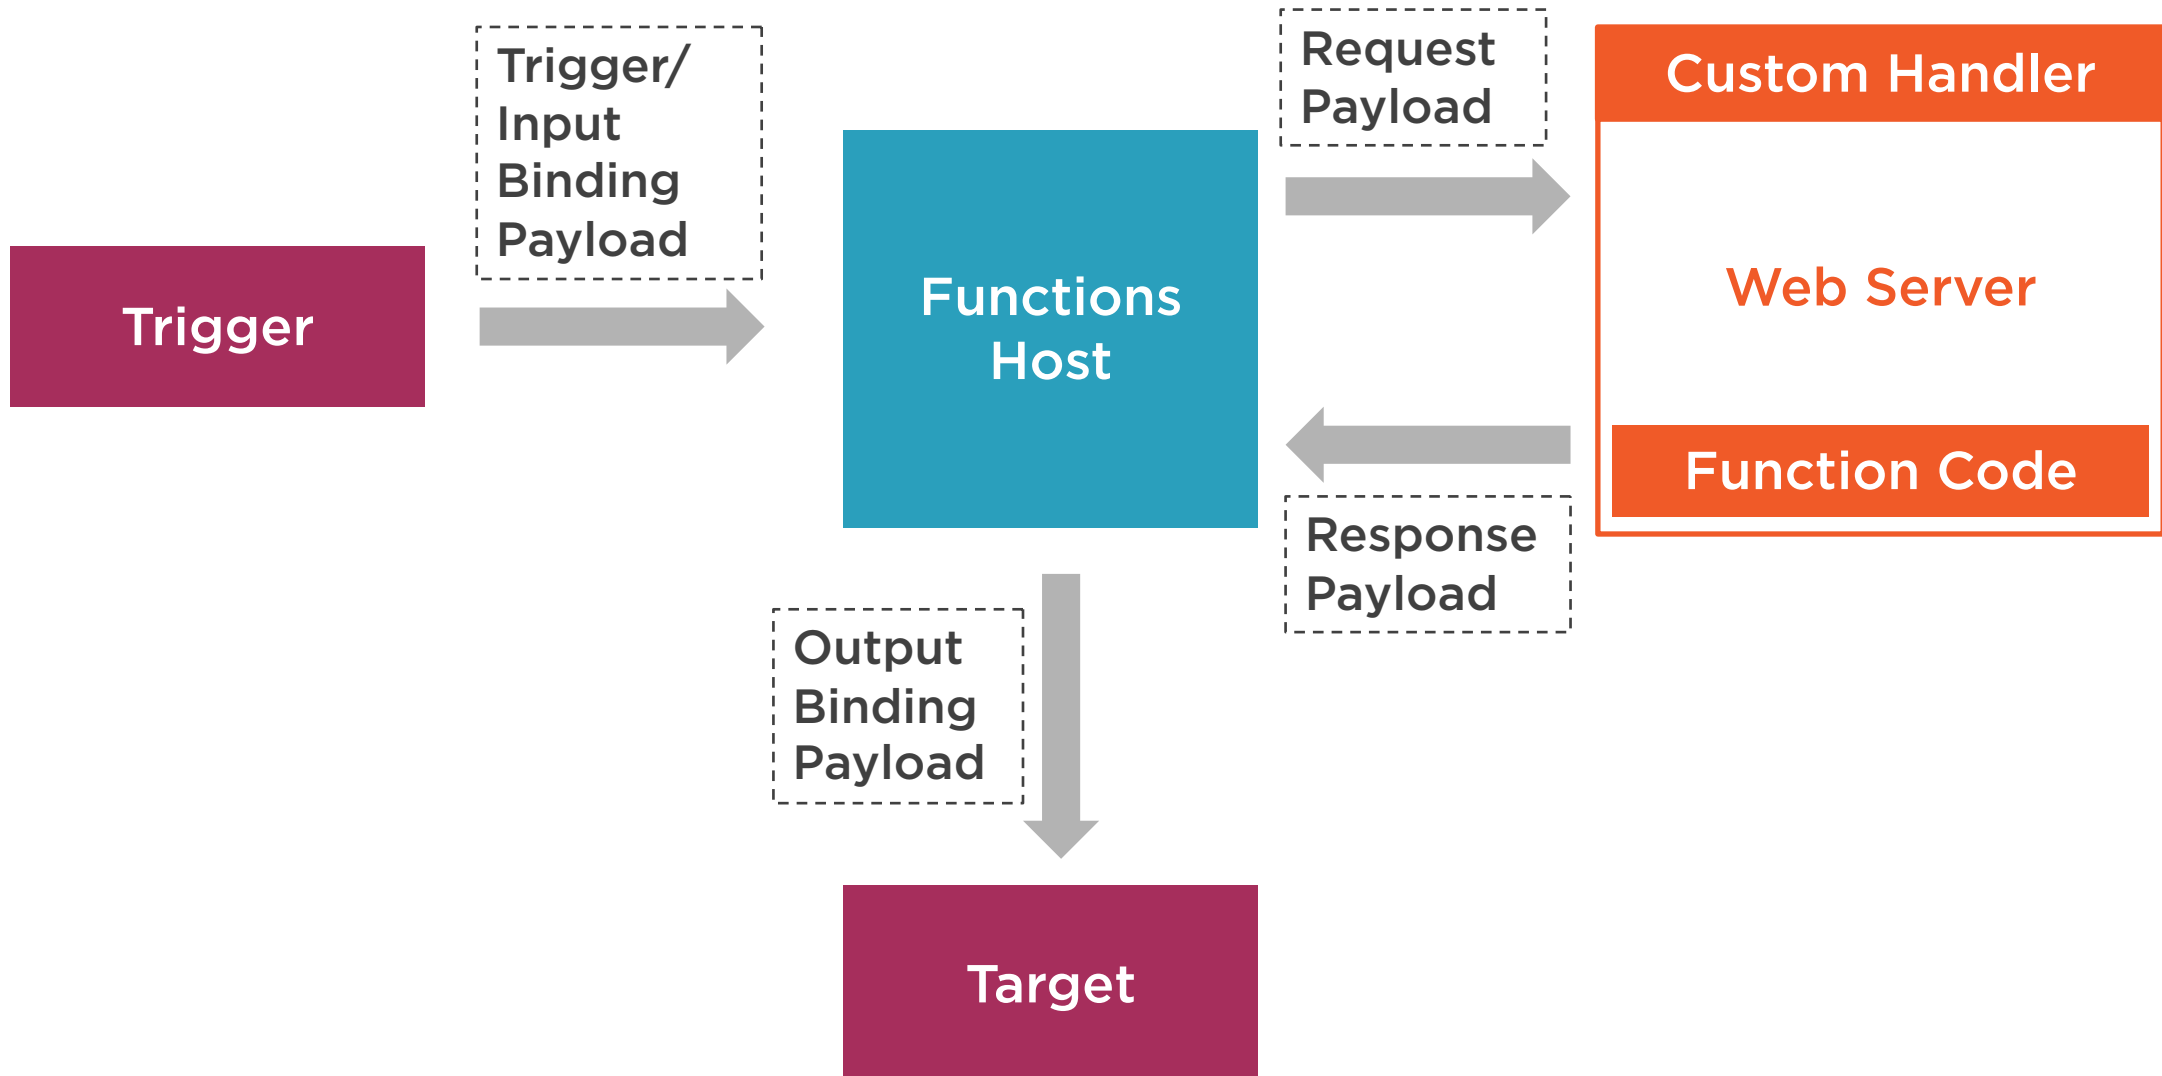 Trigger
Trigger/
Input
Binding
Payload
Functions
Host
Request
Payload
Custom Handler
Web Server
Function Code
Response
Payload
Output
Binding
Payload
Target